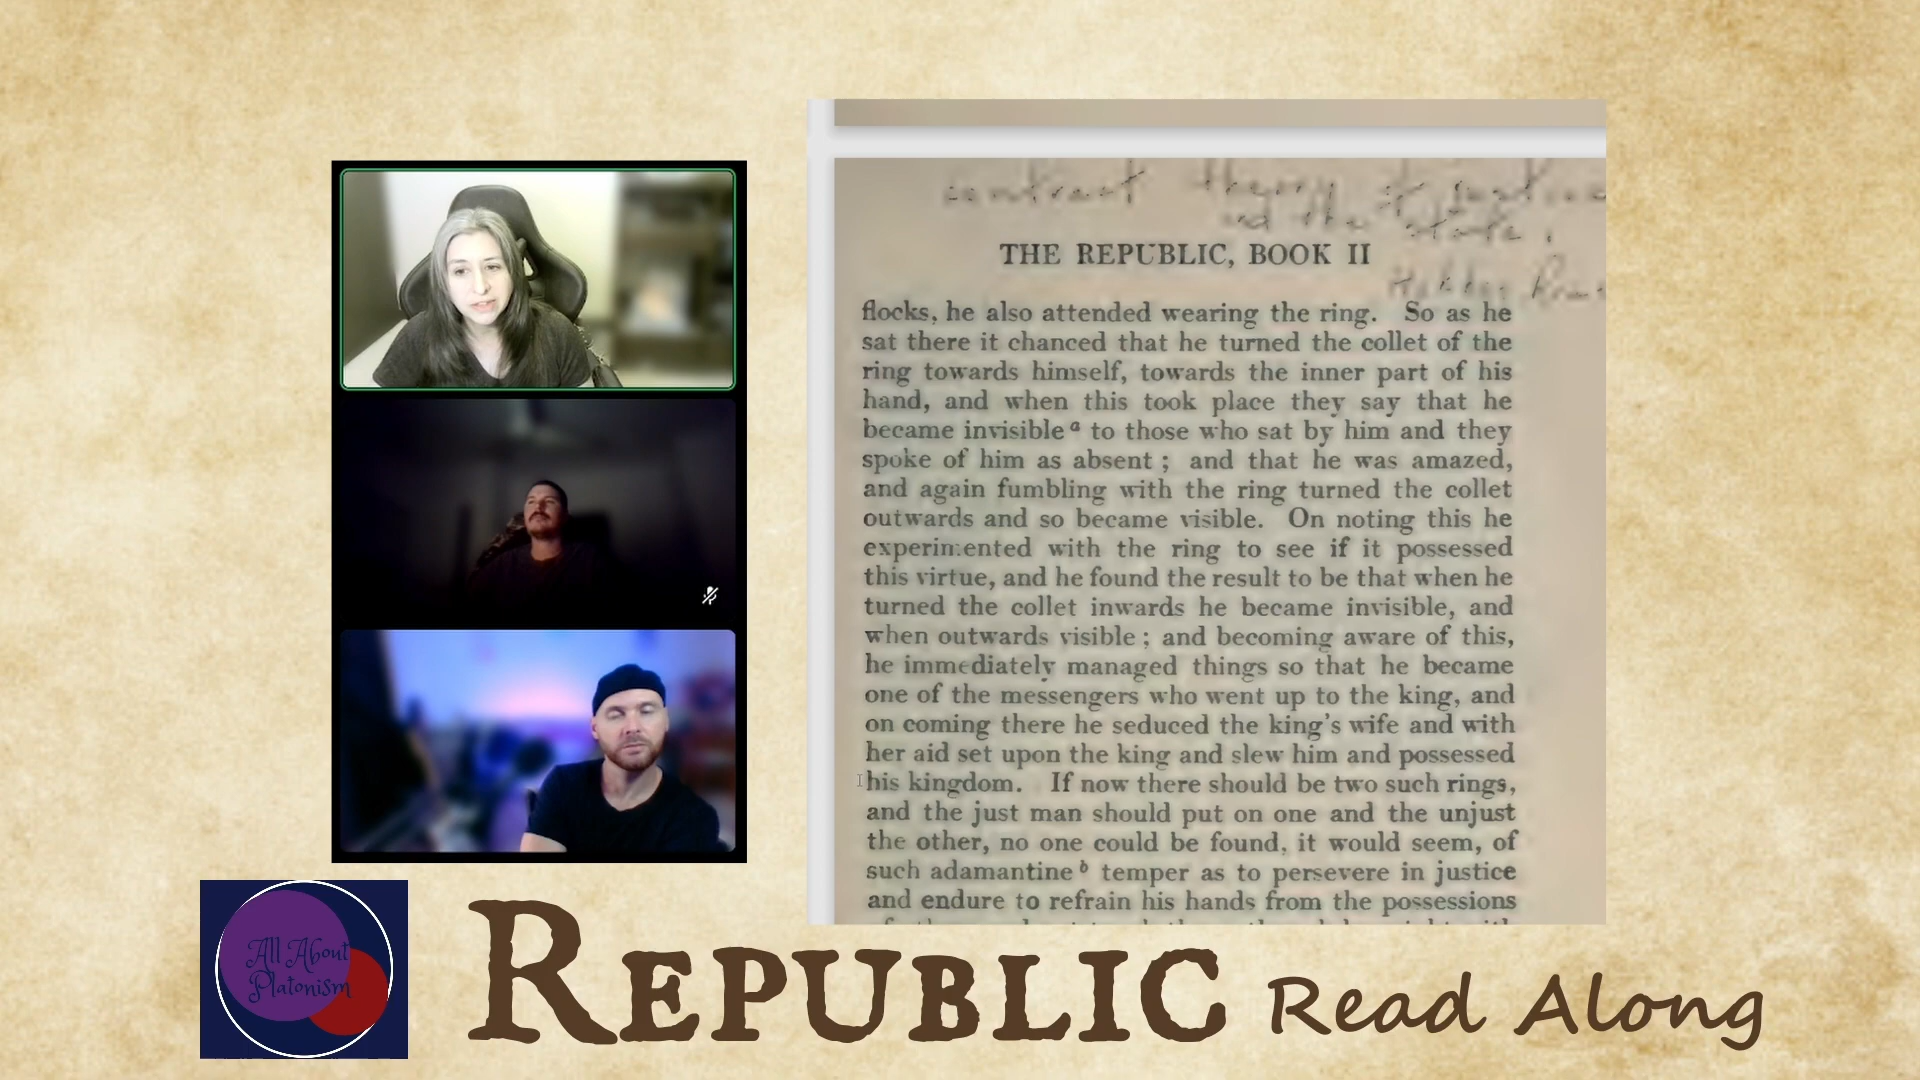 contract theory of justice
and the state.
THE REPUBLIC, BOOK II
flocks, he also attended wearing the ring. So as he
sat there it chanced that he turned the collet of the
ring towards himself, towards the inner part of his
hand, and when this took place they say that he
became invisible a to those who sat by him and they
spoke of him as absent ; and that he was amazed,
and again fumbling with the ring turned the collet
outwards and so became visible. On noting this he
experimented with the ring to see if it possessed
this virtue, and he found the result to be that when he
turned the collet inwards he became invisible, and
when outwards visible ; and becoming aware of this,
he immediately managed things so that he became
one of the messengers who went up to the king, and
on coming there he seduced the king's wife and with
her aid set upon the king and slew him and possessed
his kingdom. If now there should be two such rings,
and the just man should put on one and the unjust
the other, no one could be found, it would seem, of
such adamantine b temper as to persevere in justice
and endure to refrain his hands from the possessions
All About
Platonism
REPUBLIC Read Along